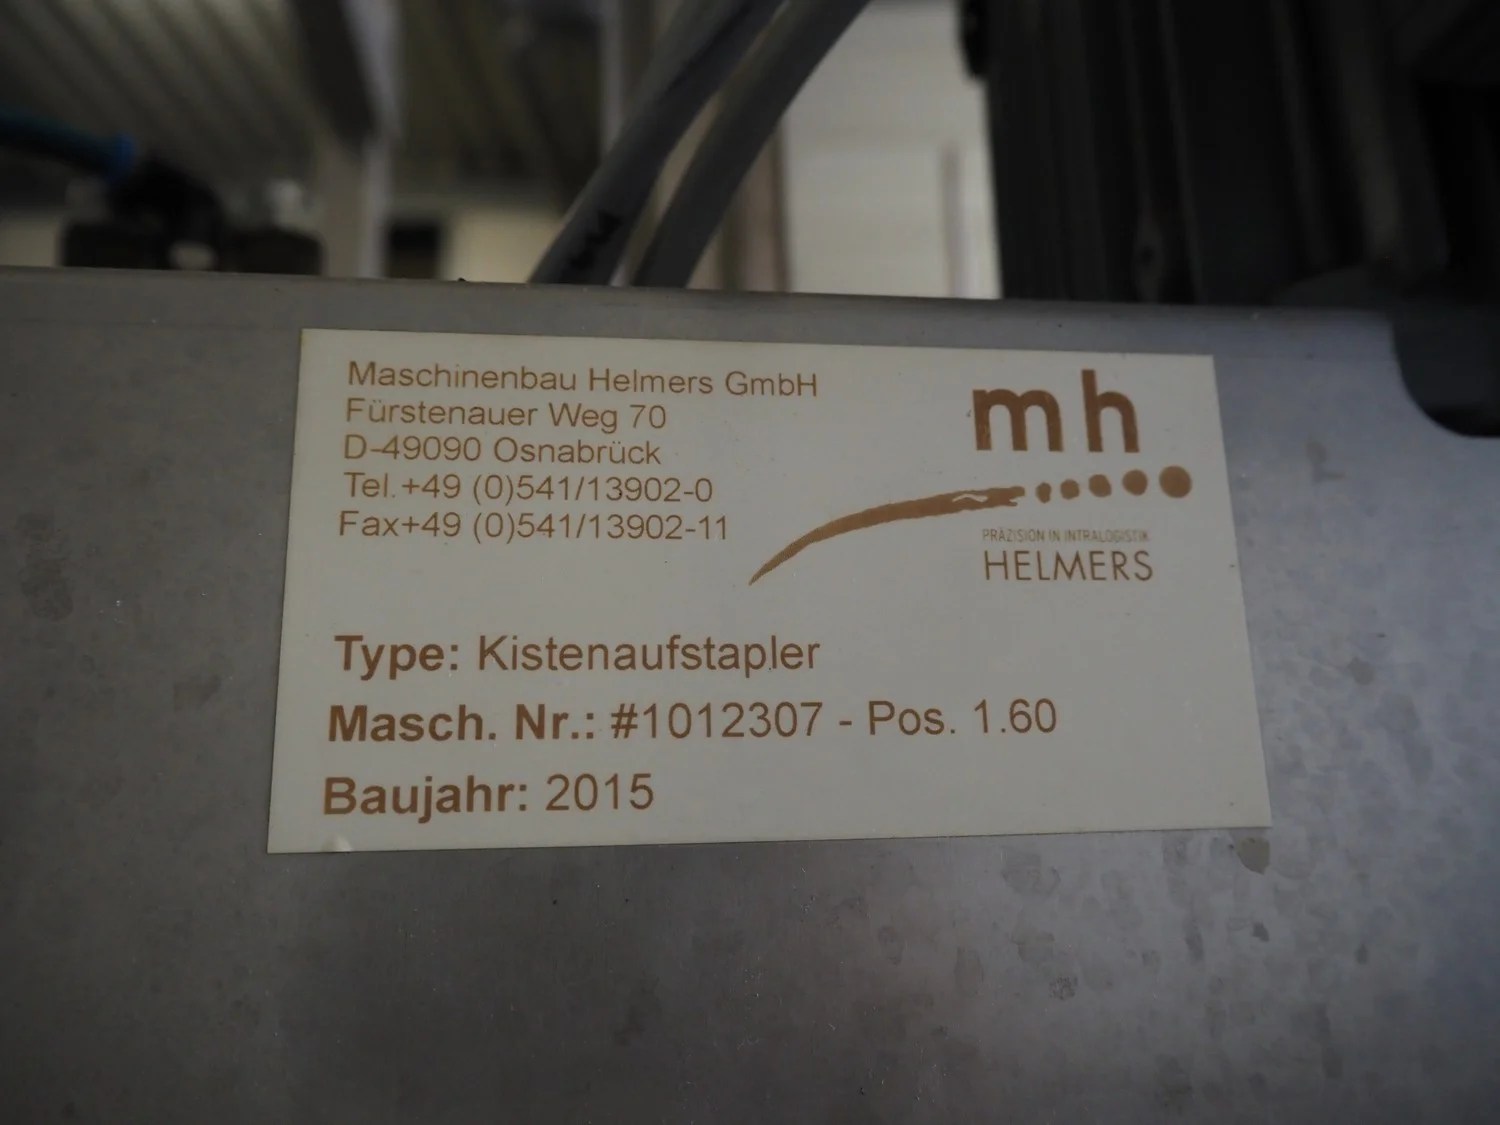 Maschinenbau Helmers GmbH
Fürstenauer Weg 70
D-49090 Osnabrück
Tel.+49 (0)541/13902-0
Fax+49 (0)541/13902-11
mh
PRÄZISION IN INTRALOGISTIK
HELMERS
Type: Kistenaufstapler
Masch. Nr.: #1012307 - Pos. 1.60
Baujahr: 2015